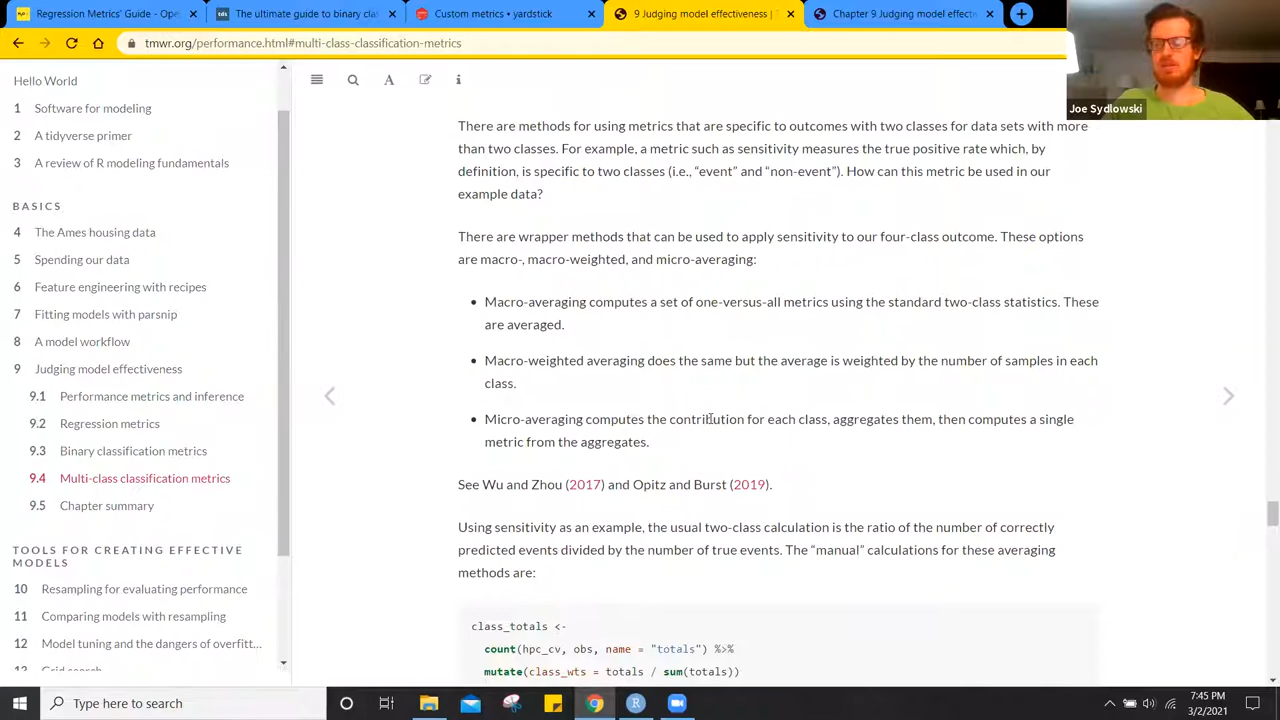 Regression Metrics' Guide - Ope
The ultimate guide to binary clas
Custom metrics • yardstick
9 Judging model effectiveness |
Chapter 9 Judging model effecti
tmwr.org/performance.html#multi-class-classification-metrics
Joe Sydlowski
Hello World
1 Software for modeling
2 A tidyverse primer
3 A review of R modeling fundamentals
BASICS
4 The Ames housing data
5 Spending our data
6 Feature engineering with recipes
7 Fitting models with parsnip
8 A model workflow
9 Judging model effectiveness
9.1 Performance metrics and inference
9.2 Regression metrics
9.3 Binary classification metrics
9.4 Multi-class classification metrics
9.5 Chapter summary
TOOLS FOR CREATING EFFECTIVE
MODELS
10 Resampling for evaluating performance
11 Comparing models with resampling
12 Model tuning and the dangers of overfitt...
13 Grid search
There are methods for using metrics that are specific to outcomes with two classes for data sets with more
than two classes. For example, a metric such as sensitivity measures the true positive rate which, by
definition, is specific to two classes (i.e., “event” and “non-event”). How can this metric be used in our
example data?
There are wrapper methods that can be used to apply sensitivity to our four-class outcome. These options
are macro-, macro-weighted, and micro-averaging:
• Macro-averaging computes a set of one-versus-all metrics using the standard two-class statistics. These
are averaged.
• Macro-weighted averaging does the same but the average is weighted by the number of samples in each
class.
• Micro-averaging computes the contribution for each class, aggregates them, then computes a single
metric from the aggregates.
See Wu and Zhou (2017) and Opitz and Burst (2019).
Using sensitivity as an example, the usual two-class calculation is the ratio of the number of correctly
predicted events divided by the number of true events. The “manual” calculations for these averaging
methods are:
class_totals <-
count(hpc_cv, obs, name = "totals") %>%
mutate(class_wts = totals / sum(totals))
Type here to search
7:45 PM
3/2/2021